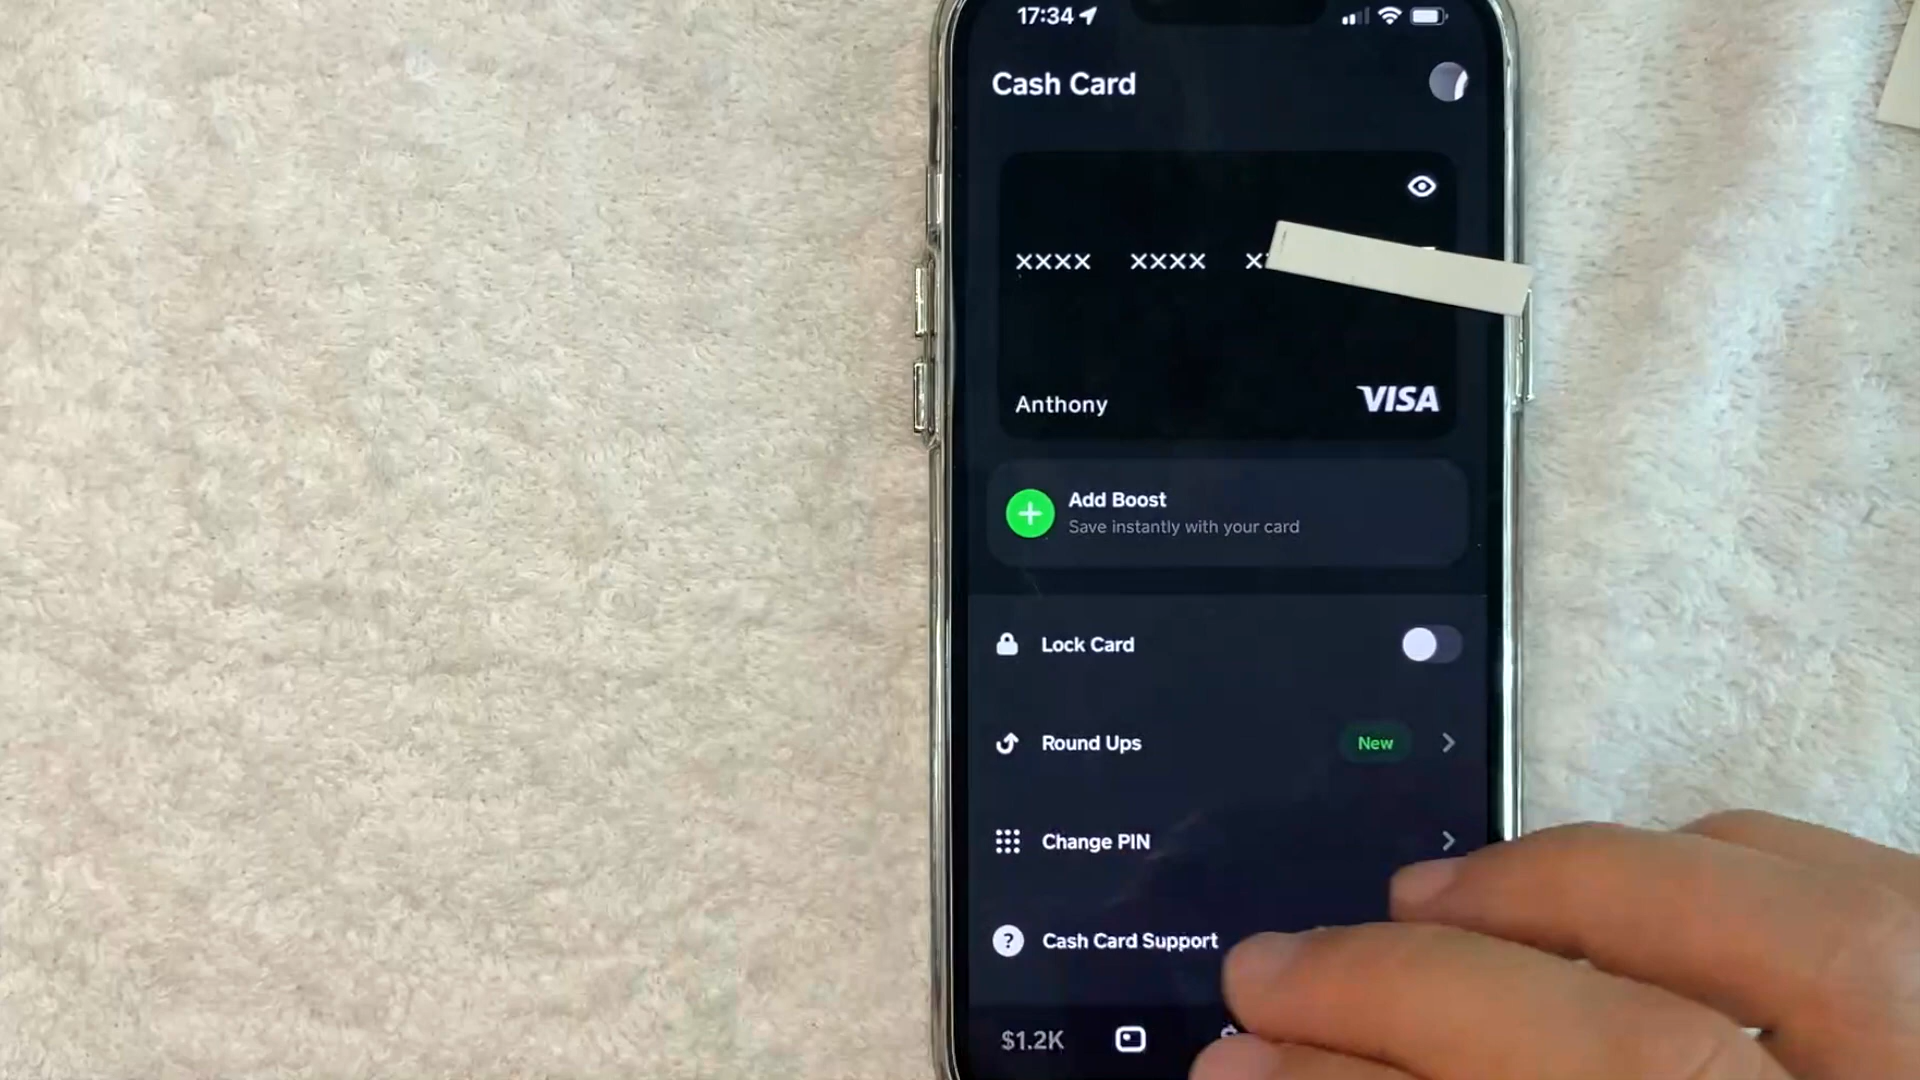 17:34
Cash Card
xxxx xxxx x
Anthony
VISA
Add Boost
Save instantly with your card
Lock Card
Round Ups
New
Change PIN
? Cash Card Support
$1.2K